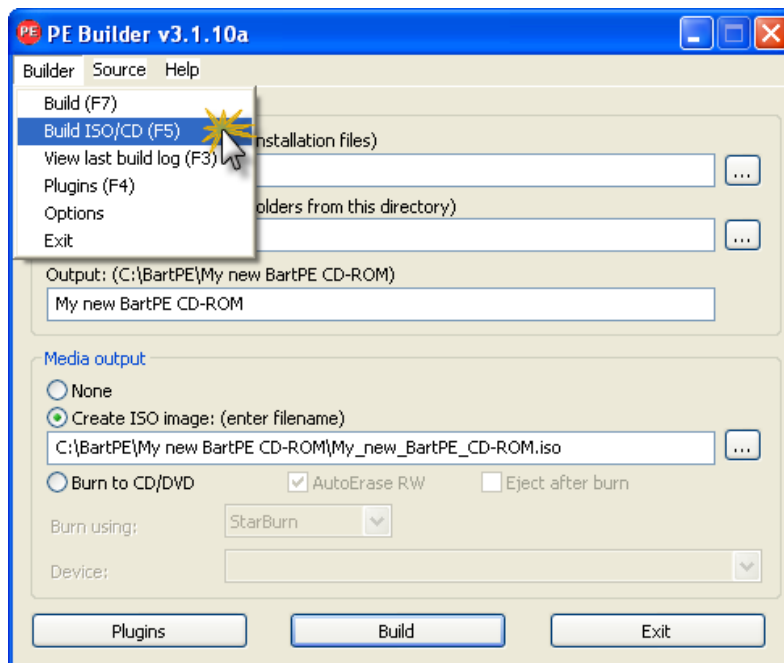 PE PE Builder v3.1.10a
Builder Source Help
Build (F7)
Build ISO/CD (F5)
View last build log (F3)
Plugins (F4)
Options
Exit
nstallation files)
...
olders from this directory)
...
Output: (C:\BartPE\My new BartPE CD-ROM)
My new BartPE CD-ROM
Media output
None
Create ISO image: (enter filename)
C:\BartPE\My new BartPE CD-ROM\My_new_BartPE_CD-ROM.iso
...
Burn to CD/DVD AutoErase RW Eject after burn
Burn using: StarBurn
Device:
Plugins Build Exit